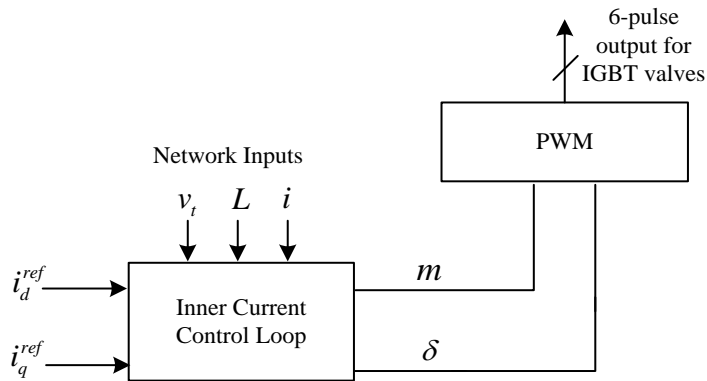 6-pulse
output for
IGBT valves
PWM
Network Inputs
v_t L i
i_d^{ref}
Inner Current
Control Loop
m
i_q^{ref}
δ